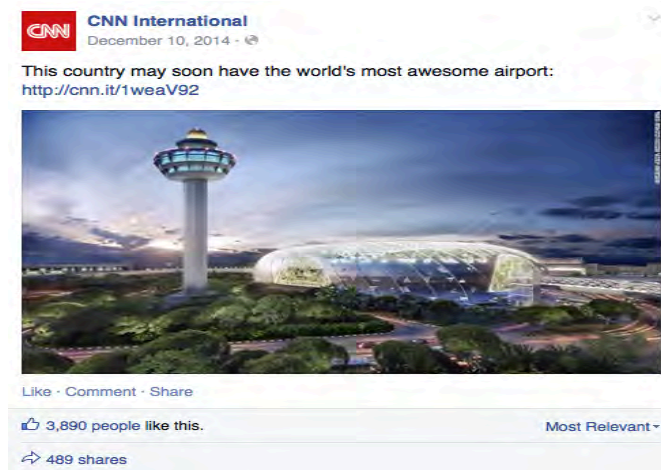 CNN
CNN International
December 10, 2014 ·
This country may soon have the world's most awesome airport:
http://cnn.it/1weaV92
Like · Comment · Share
3,890 people like this.
Most Relevant
489 shares